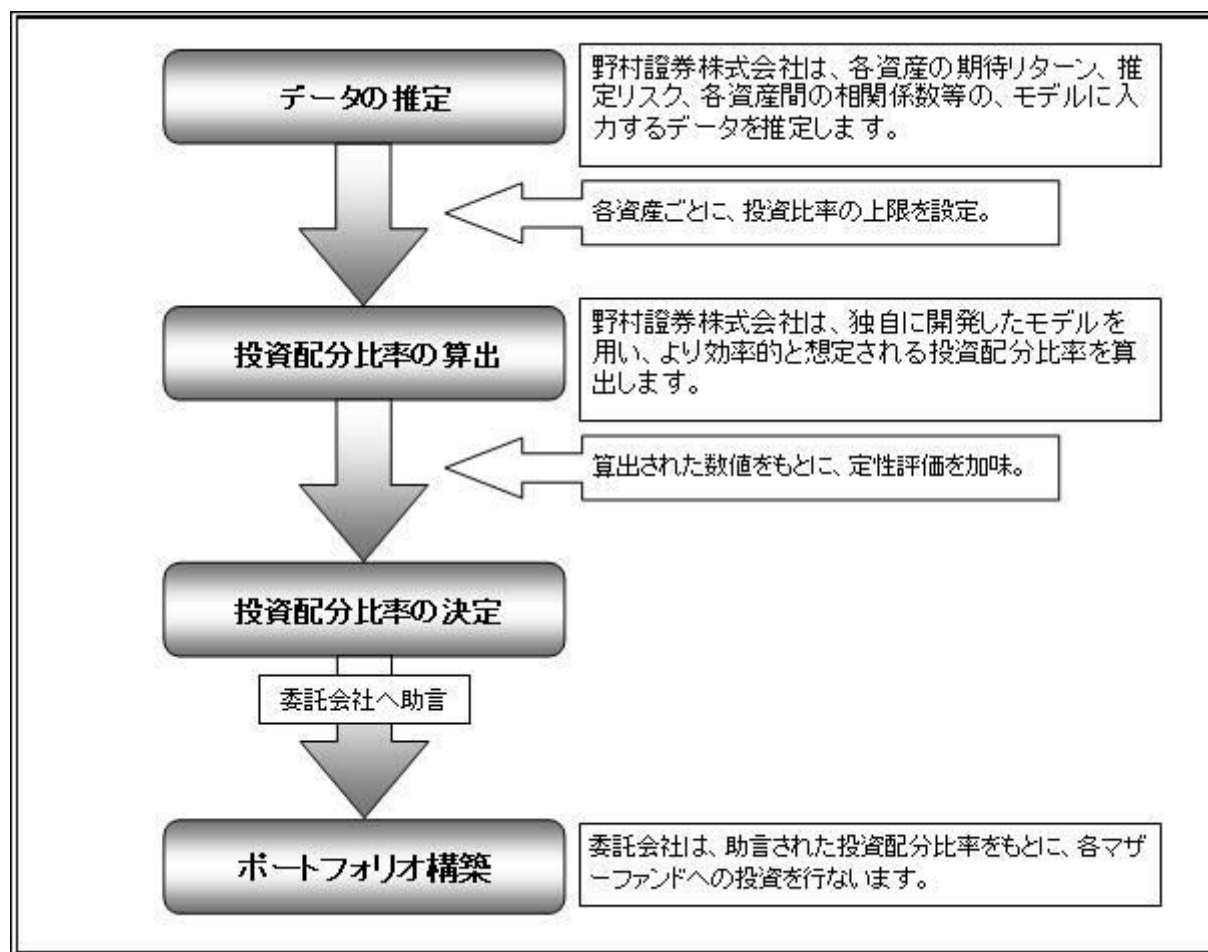 データの推定
野村證券株式会社は、各資産の期待リターン、推
定リスク、各資産間の相関係数等の、モデルに入
力するデータを推定します。
各資産ごとに、投資比率の上限を設定。
投資配分比率の算出
野村證券株式会社は、独自に開発したモデルを
用い、より効率的と想定される投資配分比率を算
出します。
算出された数値をもとに、定性評価を加味。
投資配分比率の決定
委託会社へ助言
ポートフォリオ構築
委託会社は、助言された投資配分比率をもとに、各マザ
ーファンドへの投資を行ないます。